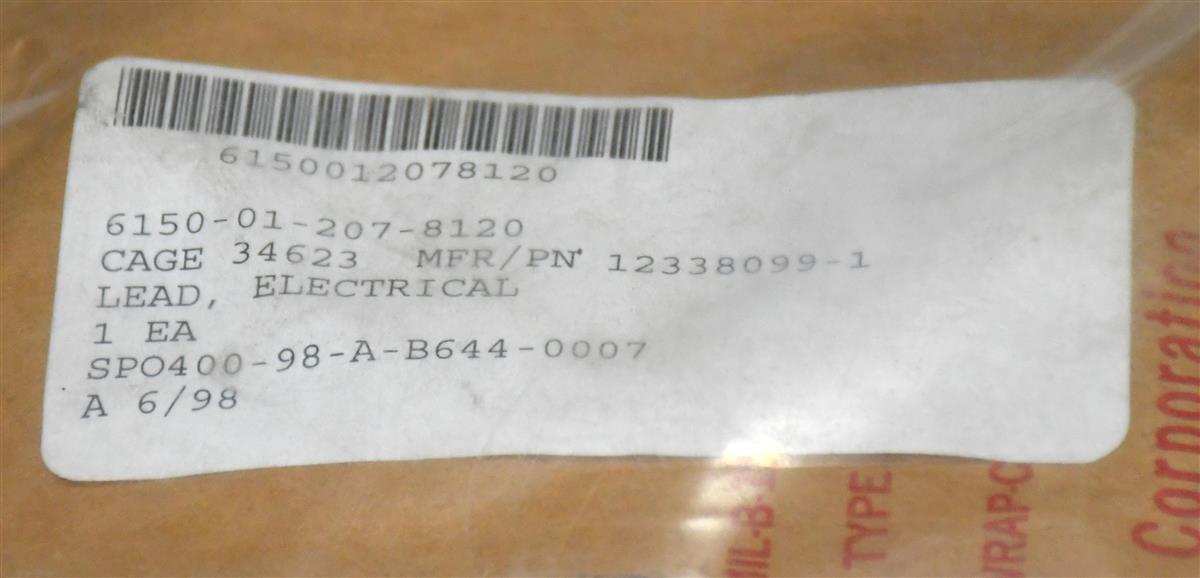 6150012078120
6150-01-207-8120
CAGE 34623 MFR/PN 12338099-1
LEAD, ELECTRICAL
1 EA
SPO400-98-A-B644-0007
A 6/98
TYPE
Corporation